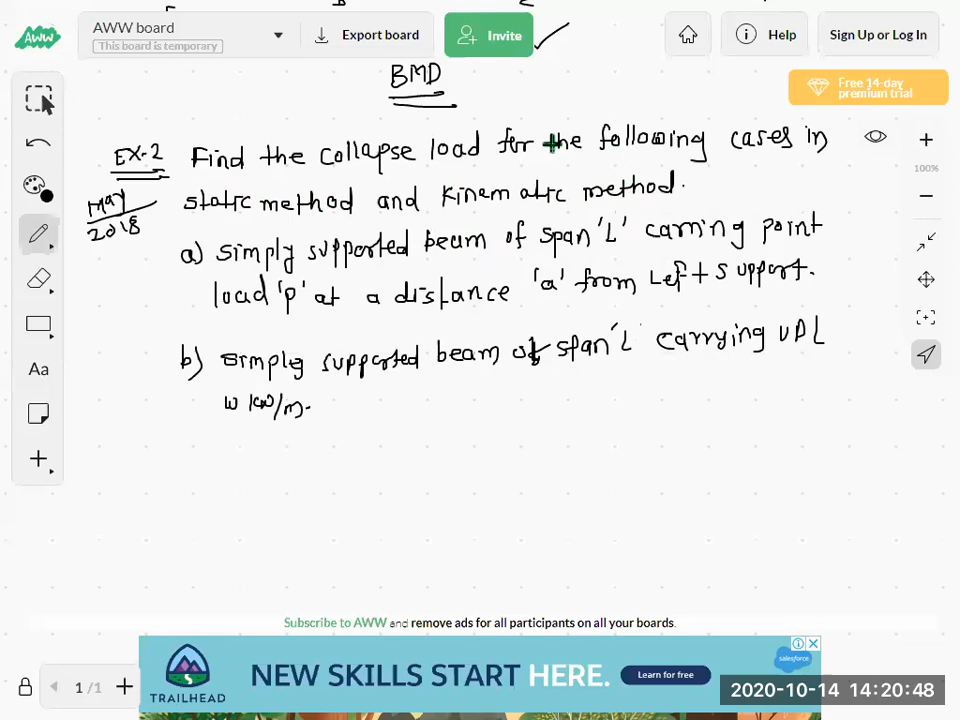 AWW
AWW board
This board is temporary
Export board
Invite
Help
Sign Up or Log In
BMD
Free 14-day
premium trial
EX-2 Find the collapse load for the following cases in
May
2018
static method and kinematic method.
100%
a) Simply supported beam of span 'L' carring point
load 'P' at a distance 'a' from Left support.
b) simply supported beam of span 'L carrying UDL
w kN/m.
Aa
Subscribe to AWW and remove ads for all participants on all your boards.
TRAILHEAD
NEW SKILLS START HERE.
Learn for free
salesforce
1 /1
2020-10-14 14:20:48